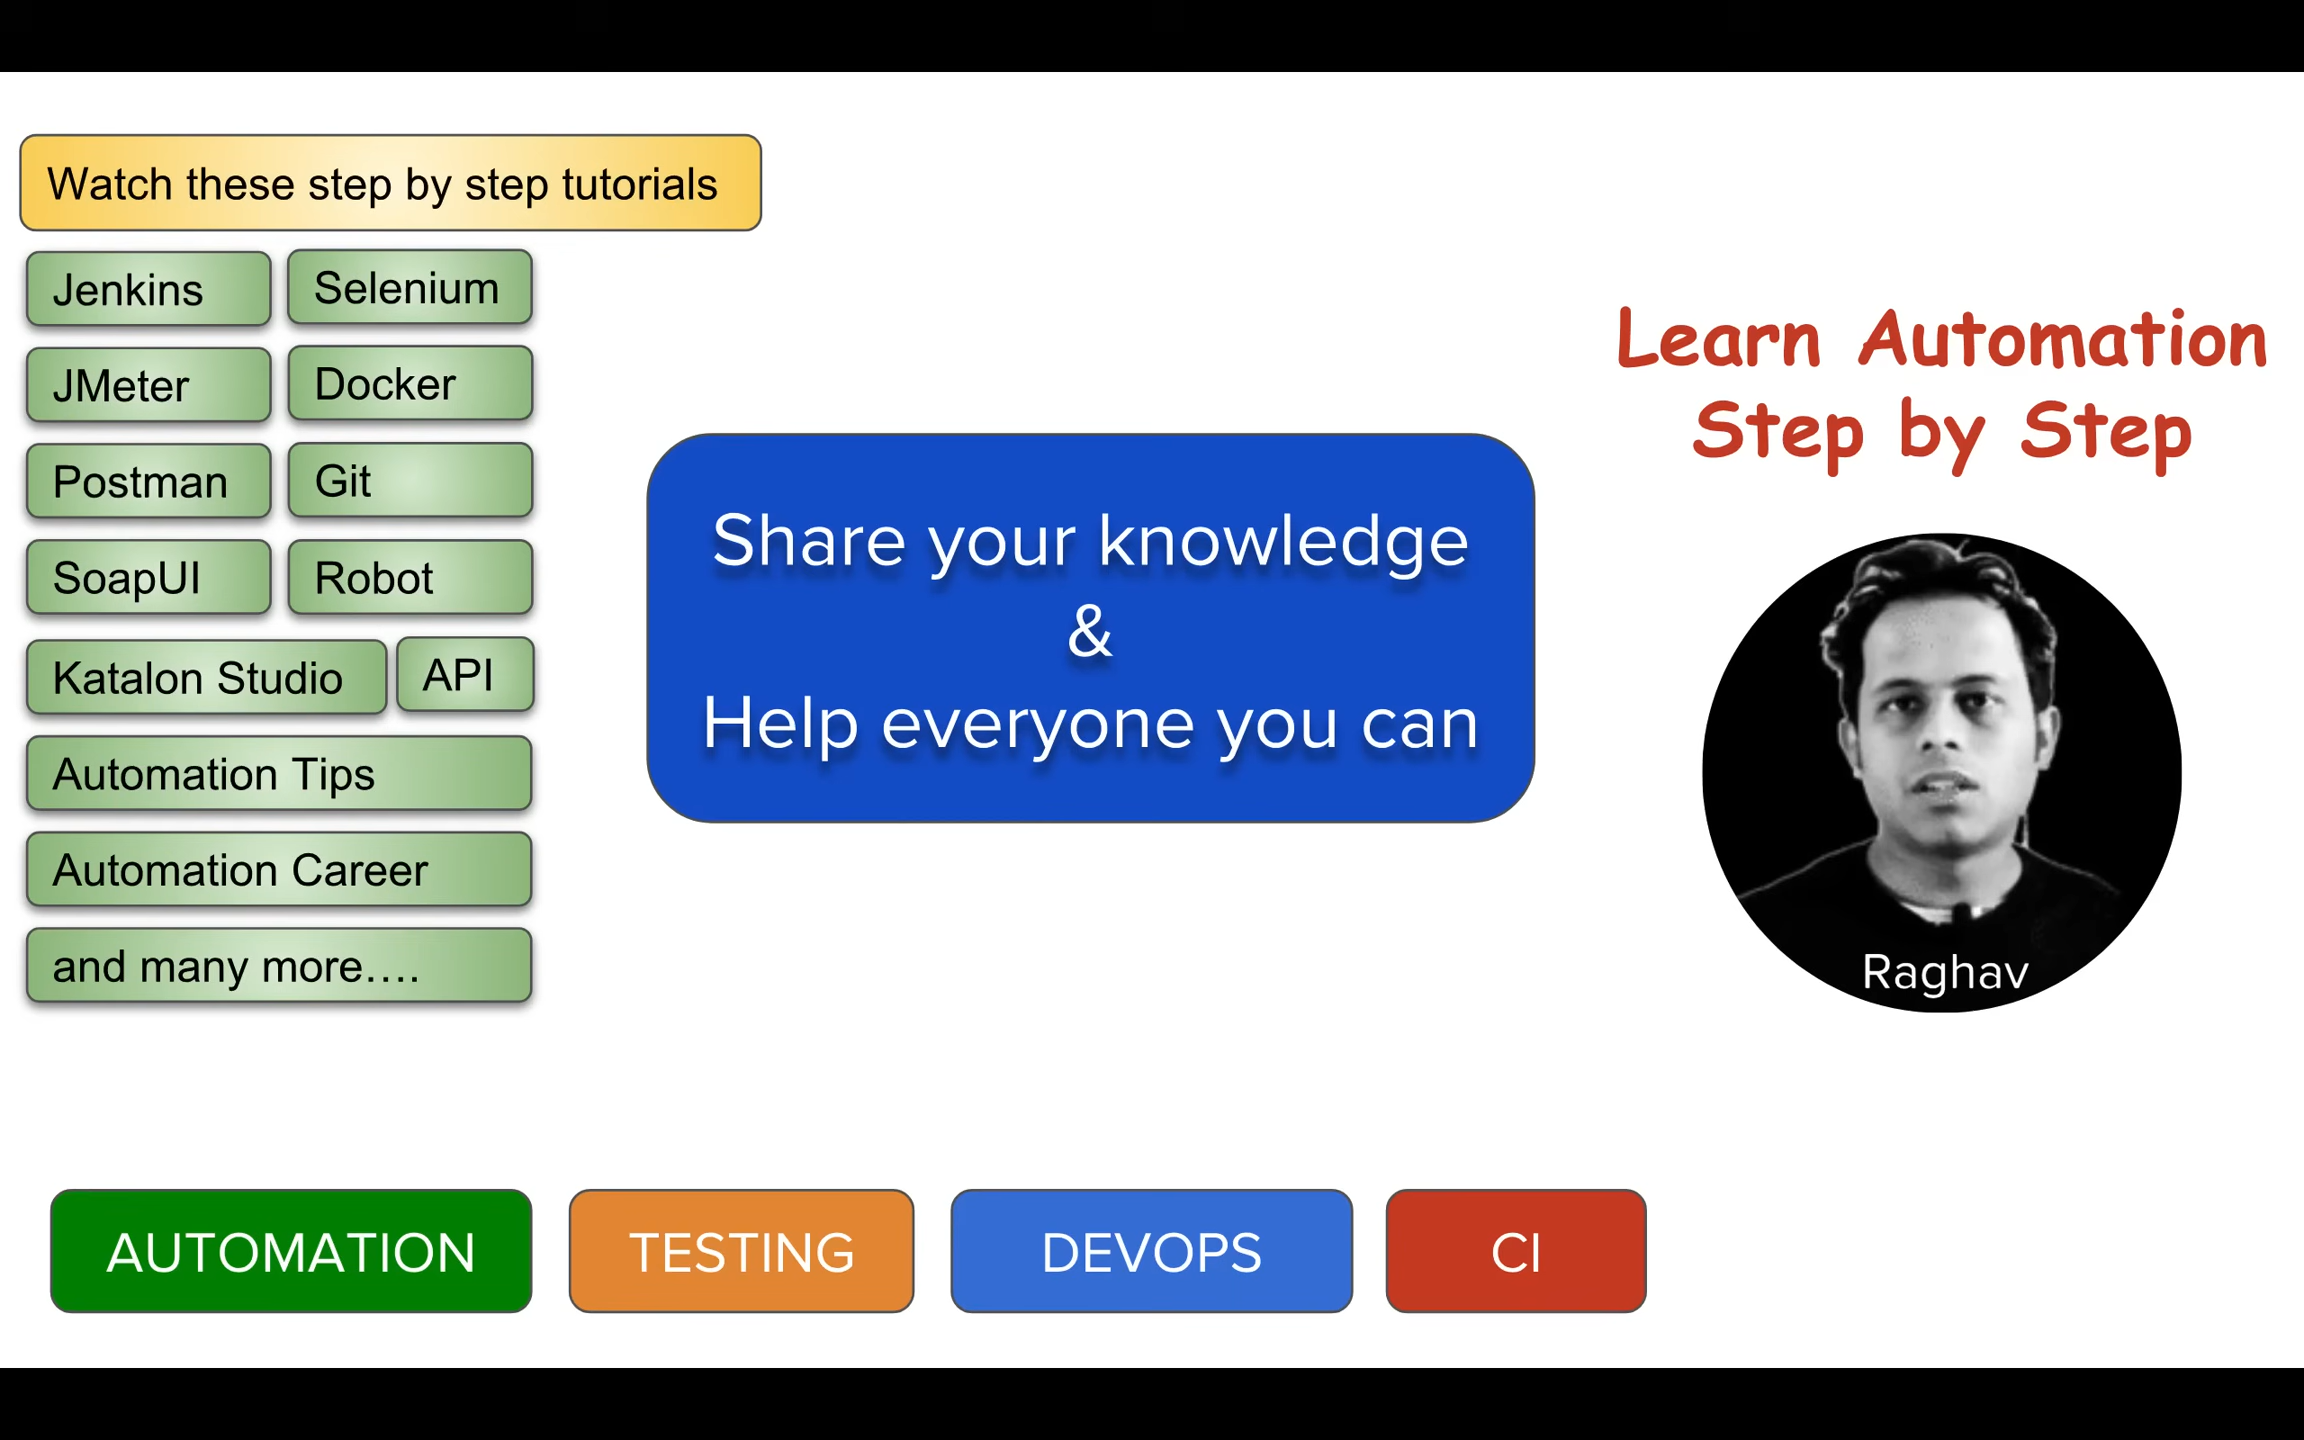 Watch these step by step tutorials
Jenkins
Selenium
JMeter
Docker
Postman
Git
SoapUI
Robot
Katalon Studio
API
Automation Tips
Automation Career
and many more....
Share your knowledge
&
Help everyone you can
Learn Automation
Step by Step
Raghav
AUTOMATION
TESTING
DEVOPS
CI